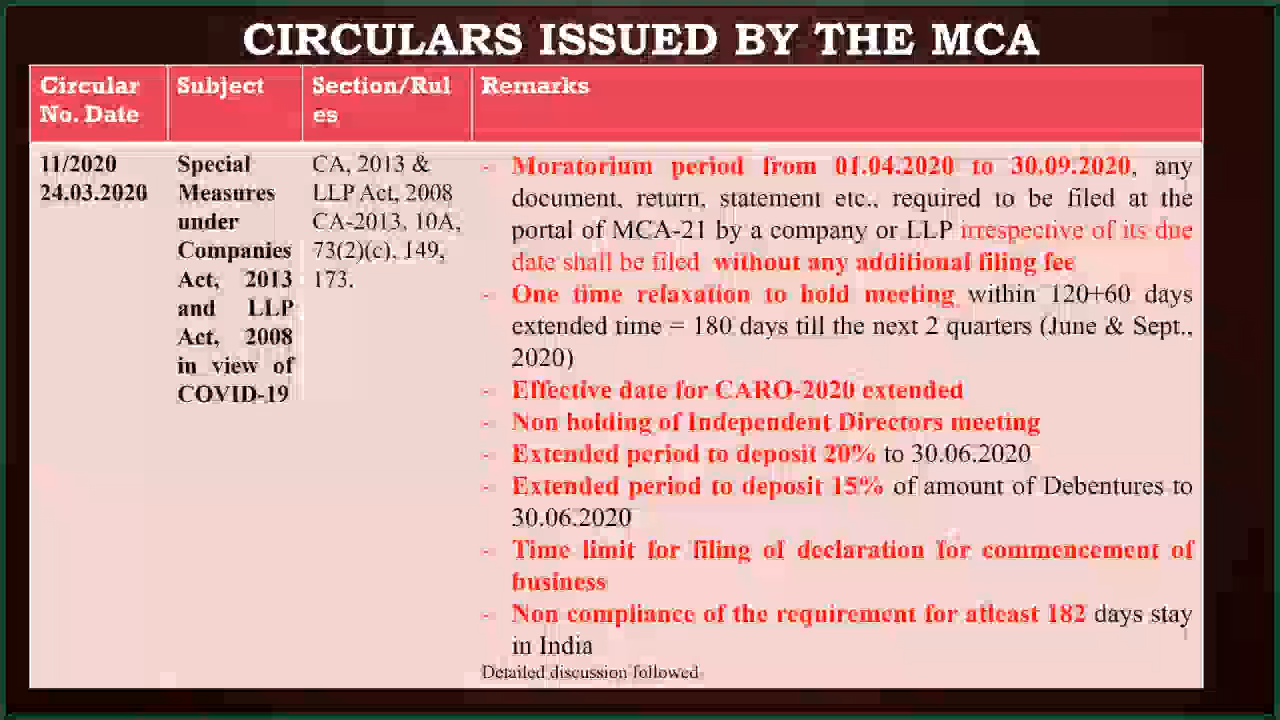 CIRCULARS ISSUED BY THE MCA
Circular
No. Date
Subject
Section/Rul
es
Remarks
11/2020
24.03.2020
Special
Measures
under
Companies
Act, 2013
and LLP
Act, 2008
in view of
COVID-19
CA, 2013 &
LLP Act, 2008
CA-2013, 10A,
73(2)(c), 149,
173.
- Moratorium period from 01.04.2020 to 30.09.2020, any
document, return, statement etc., required to be filed at the
portal of MCA-21 by a company or LLP irrespective of its due
date shall be filed without any additional filing fee
- One time relaxation to hold meeting within 120+60 days
extended time = 180 days till the next 2 quarters (June & Sept.,
2020)
- Effective date for CARO-2020 extended
- Non holding of Independent Directors meeting
- Extended period to deposit 20% to 30.06.2020
- Extended period to deposit 15% of amount of Debentures to
30.06.2020
- Time limit for filing of declaration for commencement of
business
- Non compliance of the requirement for atleast 182 days stay
in India
Detailed discussion followed